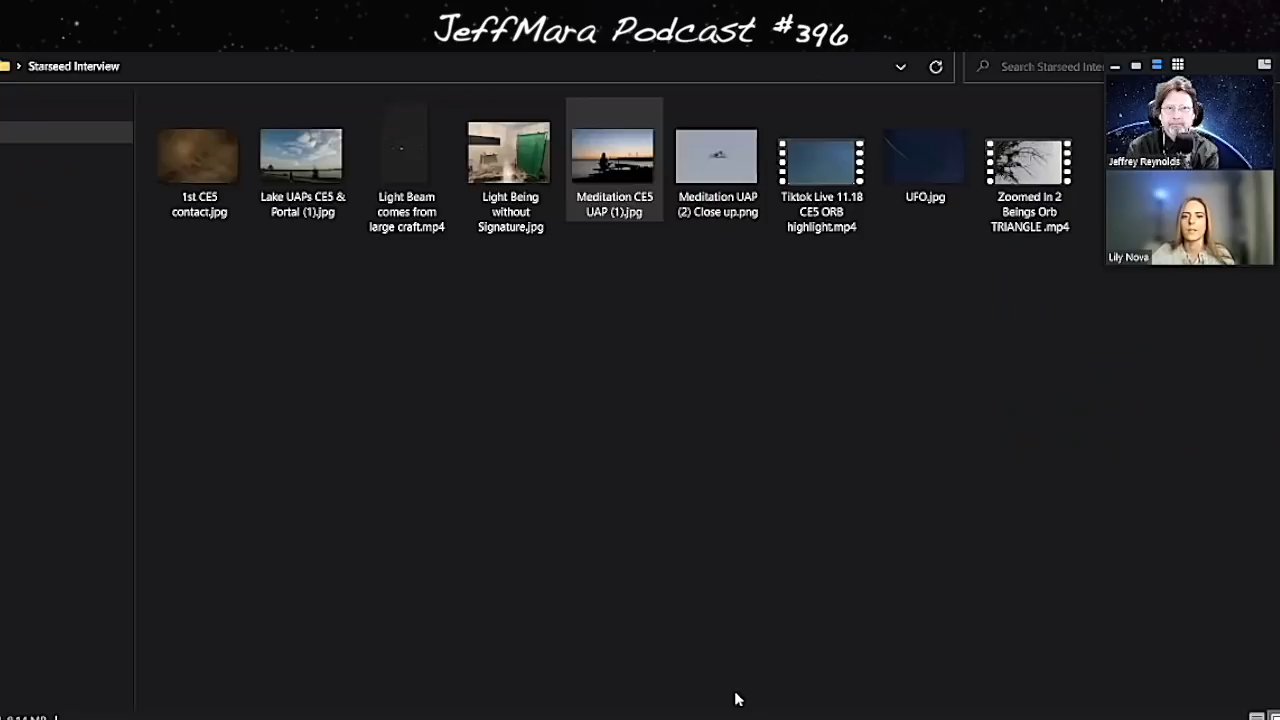 JeffMara Podcast #396
Starseed Interview
Search Starseed Inte
Jeffrey Reynolds
Lily Nova
1st CE5
contact.jpg
Lake UAPs CE5 &
Portal (1).jpg
Light Beam
comes from
large craft.mp4
Light Being
without
Signature.jpg
Meditation CE5
UAP (1).jpg
Meditation UAP
(2) Close up.png
Tiktok Live 11.18
CE5 ORB
highlight.mp4
UFO.jpg
Zoomed In 2
Beings Orb
TRIANGLE .mp4